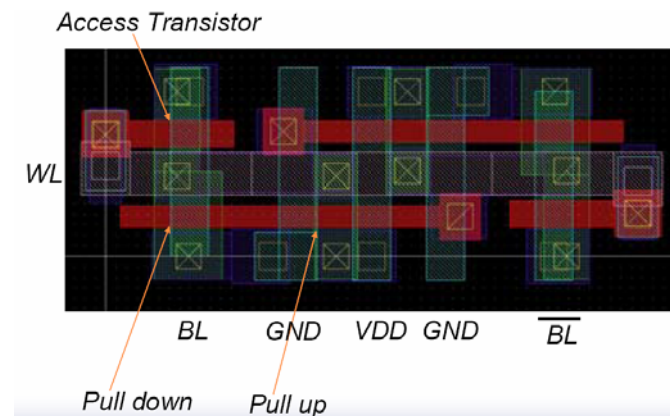 Access Transistor
WL
BL GND VDD GND BL
Pull down Pull up